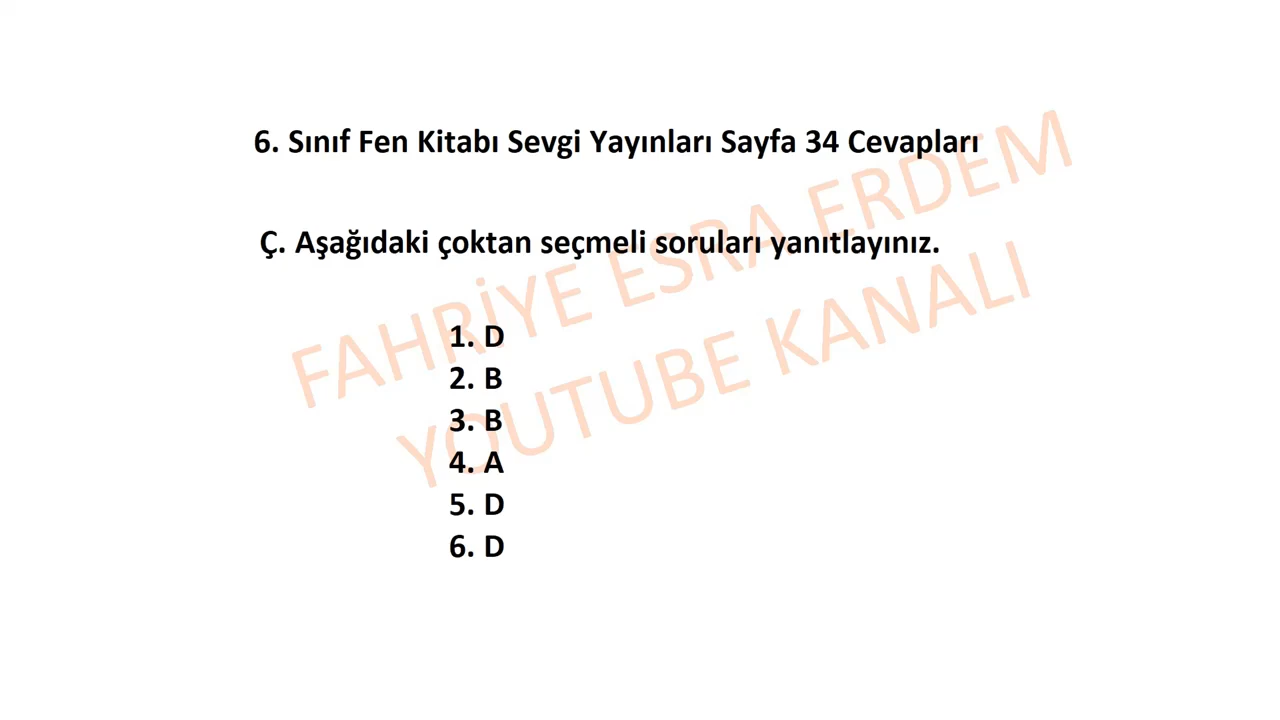 6. Sınıf Fen Kitabı Sevgi Yayınları Sayfa 34 Cevapları
Ç. Aşağıdaki çoktan seçmeli soruları yanıtlayınız.
FAHRİYE ESRA ERDEM
YOUTUBE KANALI
1. D
2. B
3. B
4. A
5. D
6. D